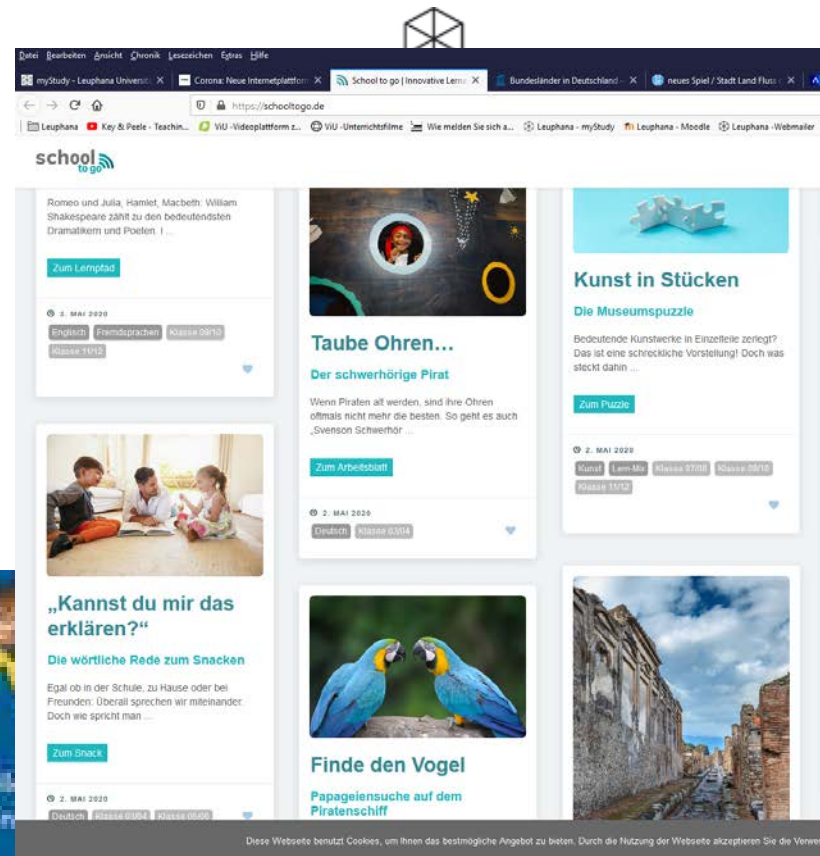 Datei Bearbeiten Ansicht Chronik Lesezeichen Extras Hilfe
myStudy - Leuphana Universit Corona: Neue Internetplattform School to go | Innovative Lerna Bundesländer in Deutschland - neues Spiel / Stadt Land Fluss
https://schooltogo.de
Leuphana Key & Peele - Teachin... ViU -Videoplattform z... ViU -Unterrichtsfilme Wie melden Sie sich a... Leuphana - myStudy Leuphana - Moodle Leuphana -Webmailer
school
to go
Romeo und Julia, Hamlet, Macbeth: William
Shakespeare zählt zu den bedeutendsten
Dramatikern und Poeten. I ...
Zum Lernpfad
3. MAI 2020
Englisch Fremdsprachen Klasse 09/10
Klasse 11/12
„Kannst du mir das
erklären?“
Die wörtliche Rede zum Snacken
Egal ob in der Schule, zu Hause oder bei
Freunden: Überall sprechen wir miteinander.
Doch wie spricht man ...
Zum Snack
2. MAI 2020
Deutsch Klasse 03/04 Klasse 05/06
Taube Ohren...
Der schwerhörige Pirat
Wenn Piraten alt werden, sind ihre Ohren
oftmals nicht mehr die besten. So geht es auch
„Svenson Schwerhör ...
Zum Arbeitsblatt
2. MAI 2020
Deutsch Klasse 03/04
Finde den Vogel
Papageiensuche auf dem
Piratenschiff
Kunst in Stücken
Die Museumspuzzle
Bedeutende Kunstwerke in Einzelteile zerlegt?
Das ist eine schreckliche Vorstellung! Doch was
steckt dahin ...
Zum Puzzle
2. MAI 2020
Kunst Lern-Mix Klasse 07/08 Klasse 09/10
Klasse 11/12
Diese Webseite benutzt Cookies, um Ihnen das bestmögliche Angebot zu bieten. Durch die Nutzung der Webseite akzeptieren Sie die Verwe